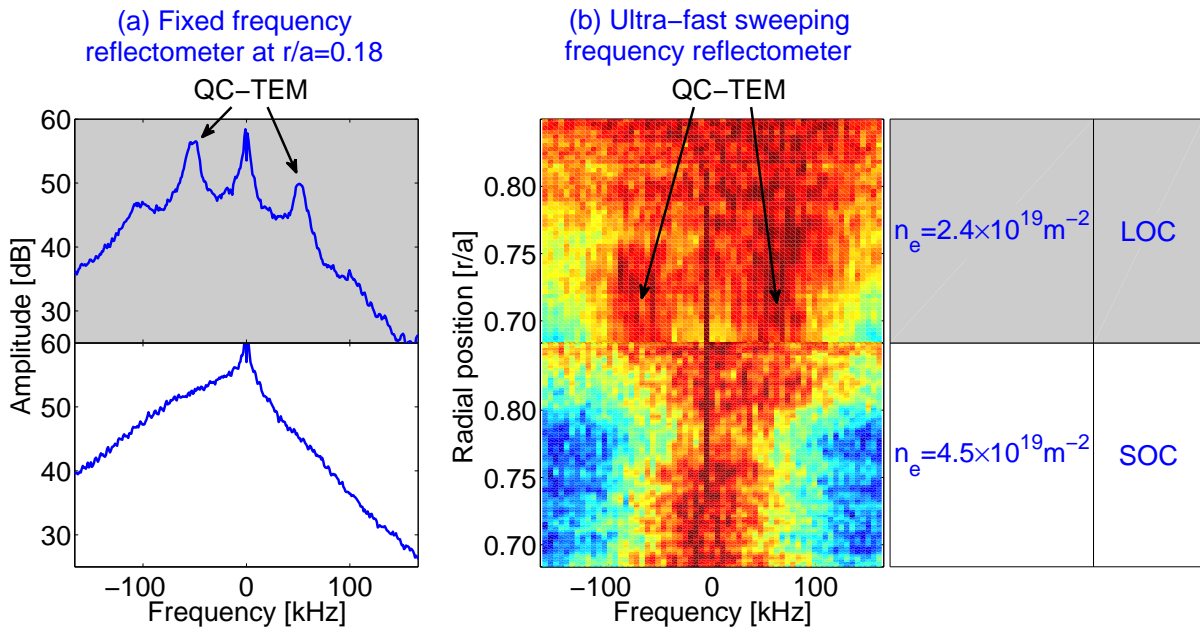 (a) Fixed frequency
reflectometer at r/a=0.18
(b) Ultra−fast sweeping
frequency reflectometer
QC−TEM
QC−TEM
Amplitude [dB]
60
50
40
30
60
50
40
30
−100 0 100
Frequency [kHz]
Radial position [r/a]
0.80
0.75
0.70
0.80
0.75
0.70
−100 0 100
Frequency [kHz]
n_e=2.4×10^19m^−2 LOC
n_e=4.5×10^19m^−2 SOC